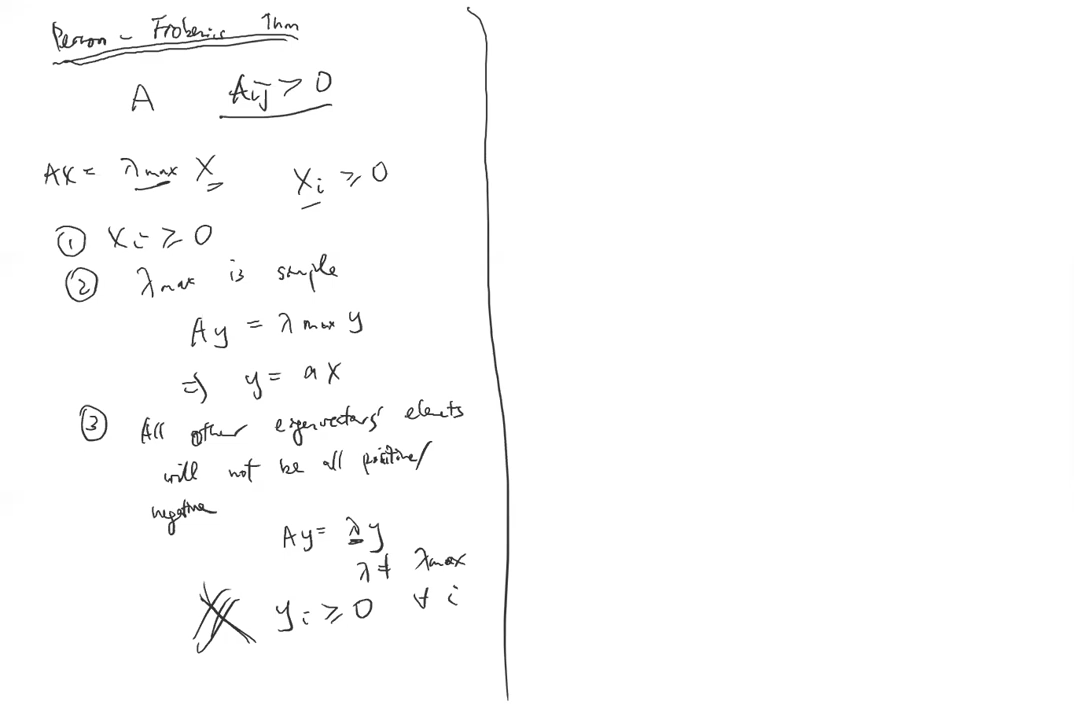 Perron - Frobenius Thm
A Aij > 0
AX = λmax X Xi ≥ 0
① Xi ≥ 0
② λmax is simple
Ay = λmax y
⇒ y = aX
③ All other eigenvectors' elements
will not be all positive/
negative
Ay = λy
λ ≠ λmax
yi ≥ 0 ∀ i